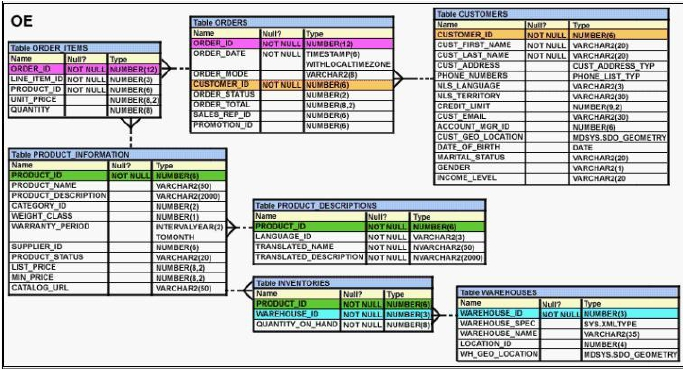 OE
Table ORDER_ITEMS
Name Null? Type
ORDER_ID NOT NULL NUMBER(12)
LINE_ITEM_ID NOT NULL NUMBER(3)
PRODUCT_ID NOT NULL NUMBER(6)
UNIT_PRICE NUMBER(8,2)
QUANTITY NUMBER(8)
Table ORDERS
Name Null? Type
ORDER_ID NOT NULL NUMBER(12)
ORDER_DATE NOT NULL TIMESTAMP(6)
WITHLOCALTIMEZONE
ORDER_MODE VARCHAR2(8)
CUSTOMER_ID NOT NULL NUMBER(6)
ORDER_STATUS NUMBER(2)
ORDER_TOTAL NUMBER(8,2)
SALES_REP_ID NUMBER(6)
PROMOTION_ID NUMBER(6)
Table CUSTOMERS
Name Null? Type
CUSTOMER_ID NOT NULL NUMBER(6)
CUST_FIRST_NAME NOT NULL VARCHAR2(20)
CUST_LAST_NAME NOT NULL VARCHAR2(20)
CUST_ADDRESS CUST_ADDRESS_TYP
PHONE_NUMBERS PHONE_LIST_TYP
NLS_LANGUAGE VARCHAR2(3)
NLS_TERRITORY VARCHAR2(30)
CREDIT_LIMIT NUMBER(9,2)
CUST_EMAIL VARCHAR2(30)
ACCOUNT_MGR_ID NUMBER(6)
CUST_GEO_LOCATION MDSYS.SDO_GEOMETRY
DATE_OF_BIRTH DATE
MARITAL_STATUS VARCHAR2(20)
GENDER VARCHAR2(1)
INCOME_LEVEL VARCHAR2(20
Table PRODUCT_INFORMATION
Name Null? Type
PRODUCT_ID NOT NULL NUMBER(6)
PRODUCT_NAME VARCHAR2(50)
PRODUCT_DESCRIPTION VARCHAR2(2000)
CATEGORY_ID NUMBER(2)
WEIGHT_CLASS NUMBER(1)
WARRANTY_PERIOD INTERVALYEAR(2)
TOMONTH
SUPPLIER_ID NUMBER(6)
PRODUCT_STATUS VARCHAR2(20)
LIST_PRICE NUMBER(8,2)
MIN_PRICE NUMBER(8,2)
CATALOG_URL VARCHAR2(50)
Table PRODUCT_DESCRIPTIONS
Name Null? Type
PRODUCT_ID NOT NULL NUMBER(6)
LANGUAGE_ID NOT NULL VARCHAR2(3)
TRANSLATED_NAME NOT NULL NVARCHAR2(50)
TRANSLATED_DESCRIPTION NOT NULL NVARCHAR2(2000)
Table INVENTORIES
Name Null? Type
PRODUCT_ID NOT NULL NUMBER(6)
WAREHOUSE_ID NOT NULL NUMBER(3)
QUANTITY_ON_HAND NOT NULL NUMBER(8)
Table WAREHOUSES
Name Null? Type
WAREHOUSE_ID NOT NULL NUMBER(3)
WAREHOUSE_SPEC SYS.XMLTYPE
WAREHOUSE_NAME VARCHAR2(35)
LOCATION_ID NUMBER(4)
WH_GEO_LOCATION MDSYS.SDO_GEOMETRY